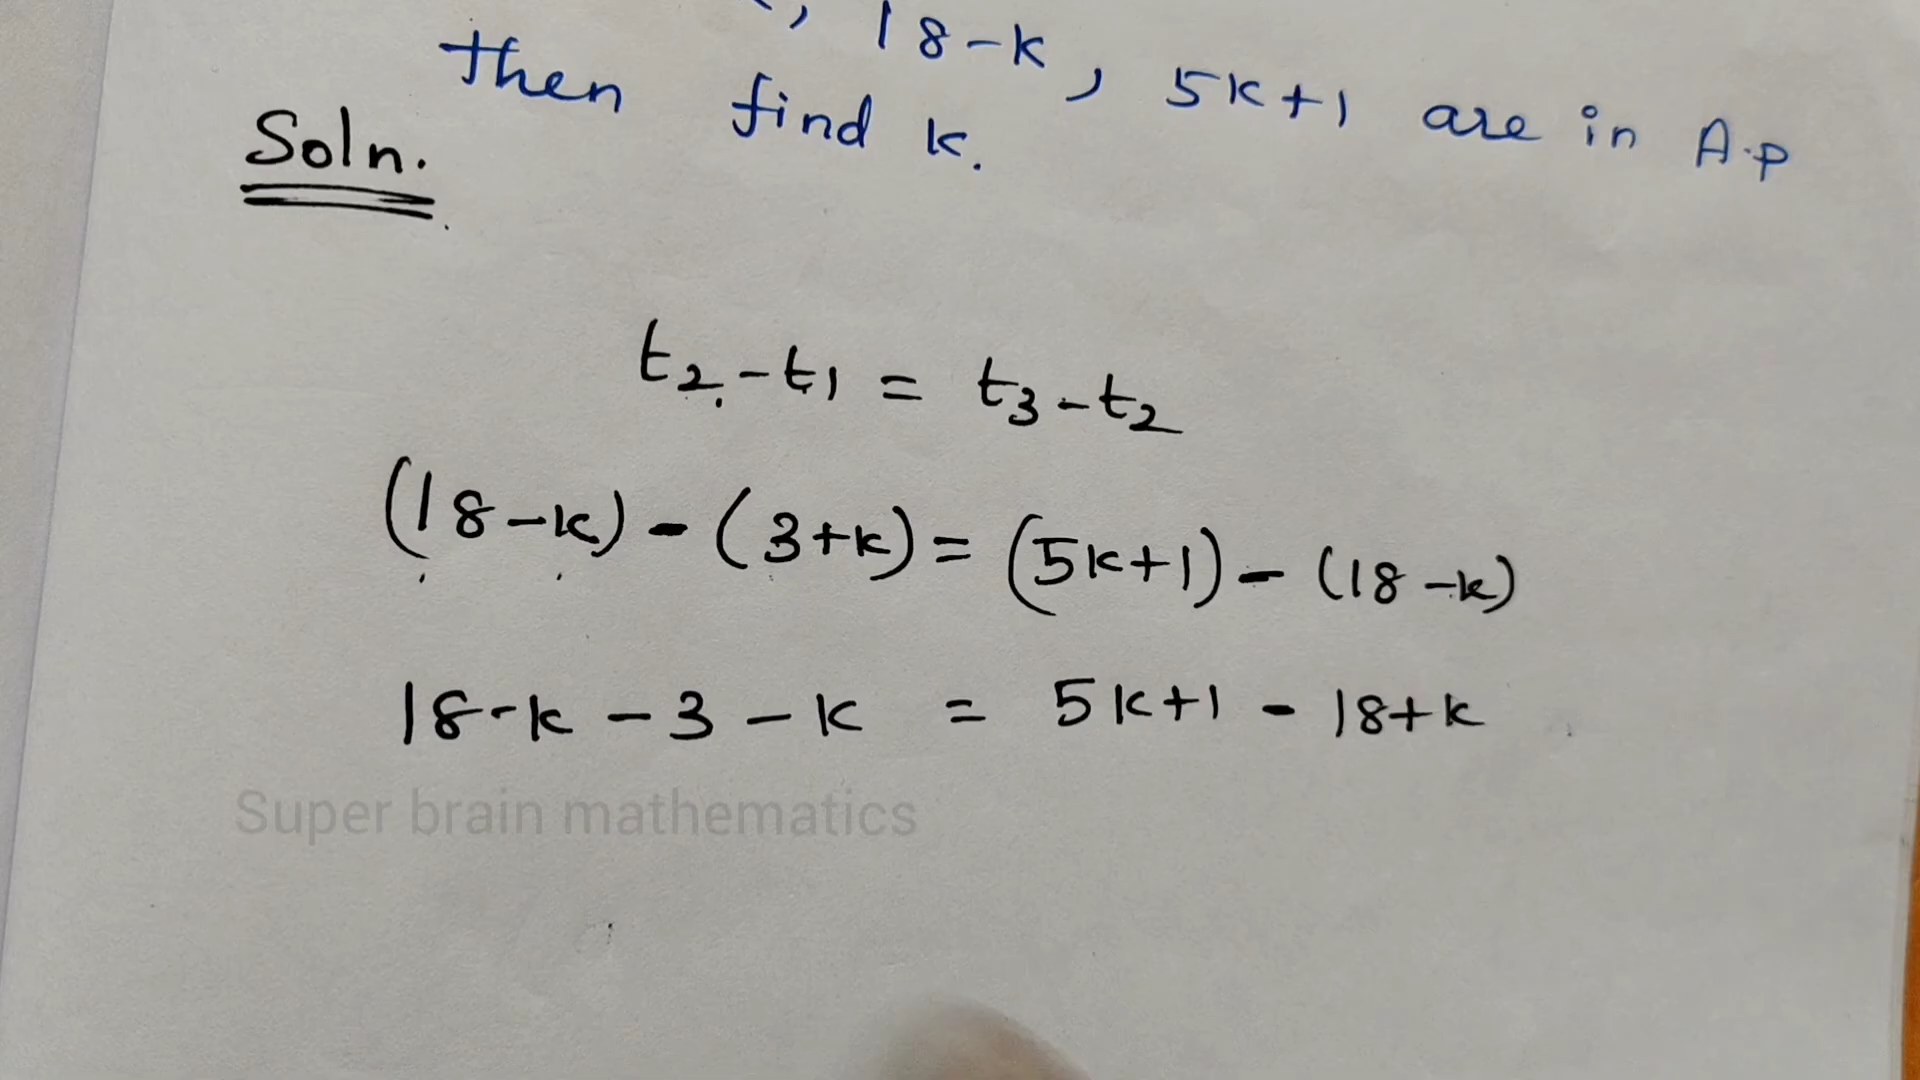 , 18-k, 5k+1 are in A.p
then find k.
Soln.
t₂-t₁ = t₃-t₂
(18-k)-(3+k)=(5k+1)-(18-k)
18-k-3-k = 5k+1-18+k
Super brain mathematics